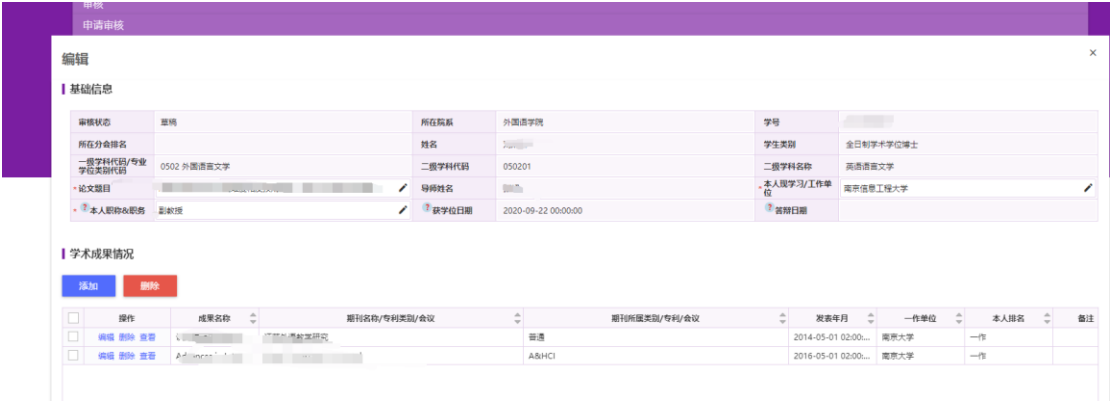 审核
申请审核
编辑 ×
基础信息
审核状态 草稿 所在院系 外国语学院 学号
所在分会排名 姓名 学生类别 全日制学术学位博士
一级学科代码/专业学位类别代码 0502 外国语言文学 二级学科代码 050201 二级学科名称 英语语言文学
* 论文题目 导师姓名 * 本人现学习/工作单位 南京信息工程大学
* ? 本人职称&职务 副教授 ? 获学位日期 2020-09-22 00:00:00 ? 答辩日期
学术成果情况
添加 删除
操作 成果名称 期刊名称/专利类别/会议 期刊所属类别/专利/会议 发表年月 一作单位 本人排名 备注
编辑 删除 查看 普通 2014-05-01 02:00:... 南京大学 一作
编辑 删除 查看 A&HCI 2016-05-01 02:00:... 南京大学 一作